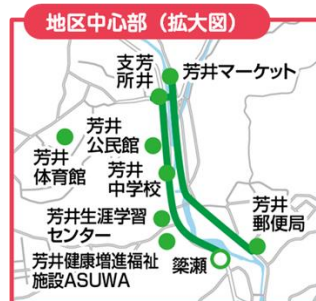 地区中心部（拡大図）
支芳
所井
芳井マーケット
芳井
公民館
芳井
体育館
芳井
中学校
芳井生涯学習
センター
芳井
郵便局
芳井健康増進福祉
施設ASUWA
簗瀬